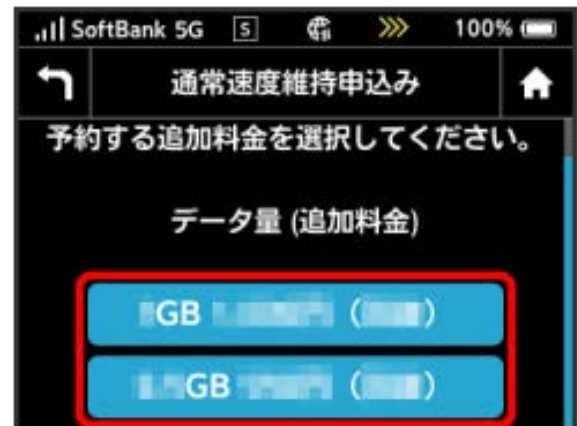 SoftBank 5G S 100%
通常速度維持申込み
予約する追加料金を選択してください。
データ量 (追加料金)
GB ( )
GB ( )